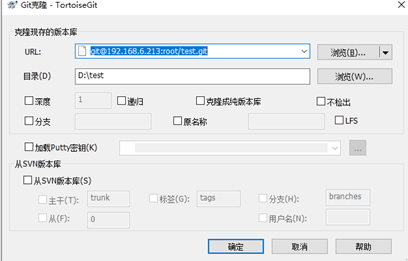 Git克隆 - TortoiseGit
克隆现存的版本库
URL: git@192.168.6.213:root/test.git 浏览(B)...
目录(D) D:\test 浏览(W)...
深度 1 递归 克隆成纯版本库 不检出
分支 原名称 LFS
加载Putty密钥(K) ...
从SVN版本库
从SVN版本库(S)
主干(T): trunk 标签(G): tags 分支(H): branches
从(F): 0 用户名(N):
确定 取消 帮助